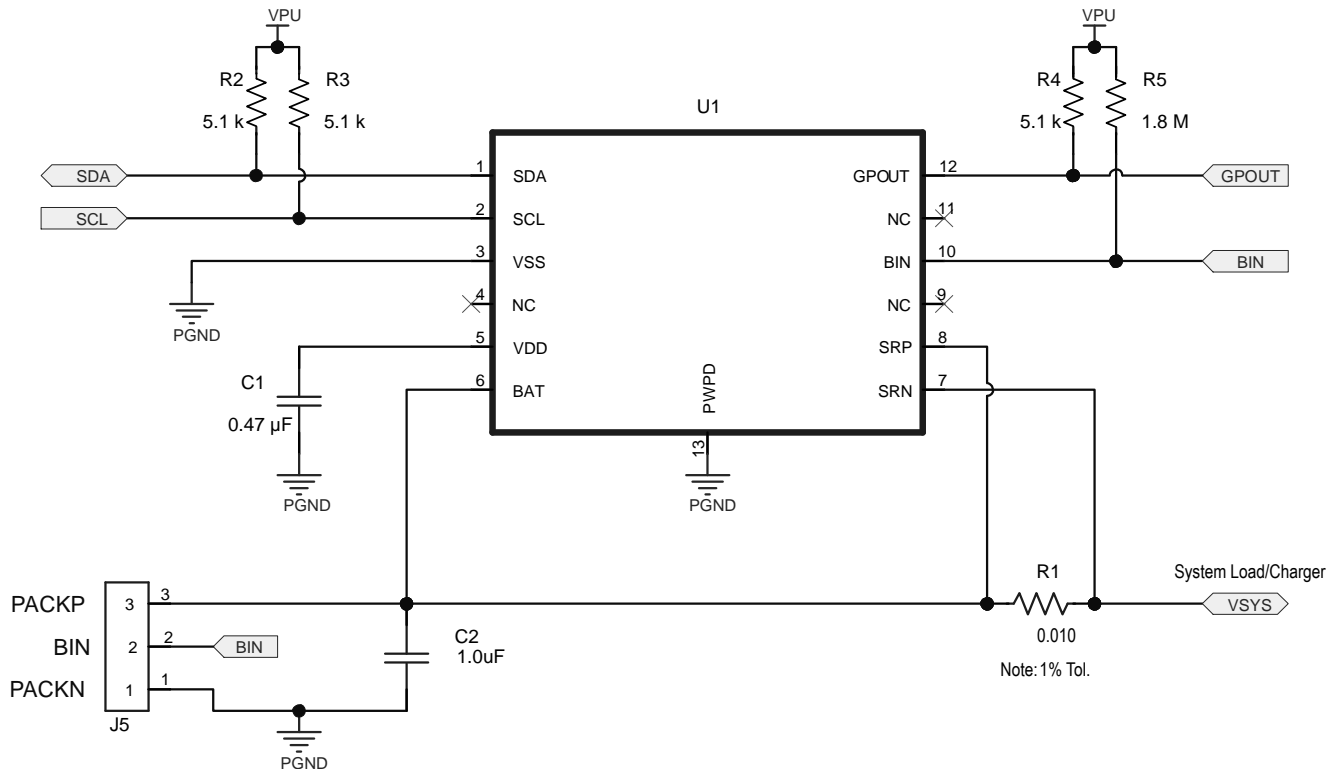 VPU
VPU
R2
R3
R4
R5
5.1 k
5.1 k
5.1 k
1.8 M
U1
SDA
1
SDA
GPOUT
12
GPOUT
SCL
2
SCL
NC
11
3
VSS
BIN
10
BIN
PGND
4
NC
NC
9
5
VDD
SRP
8
C1
0.47 µF
6
BAT
PWPD
SRN
7
13
PGND
PGND
PACKP
3
3
R1
System Load/Charger
VSYS
0.010
Note: 1% Tol.
BIN
2
2
BIN
C2
1.0uF
PACKN
1
1
J5
PGND